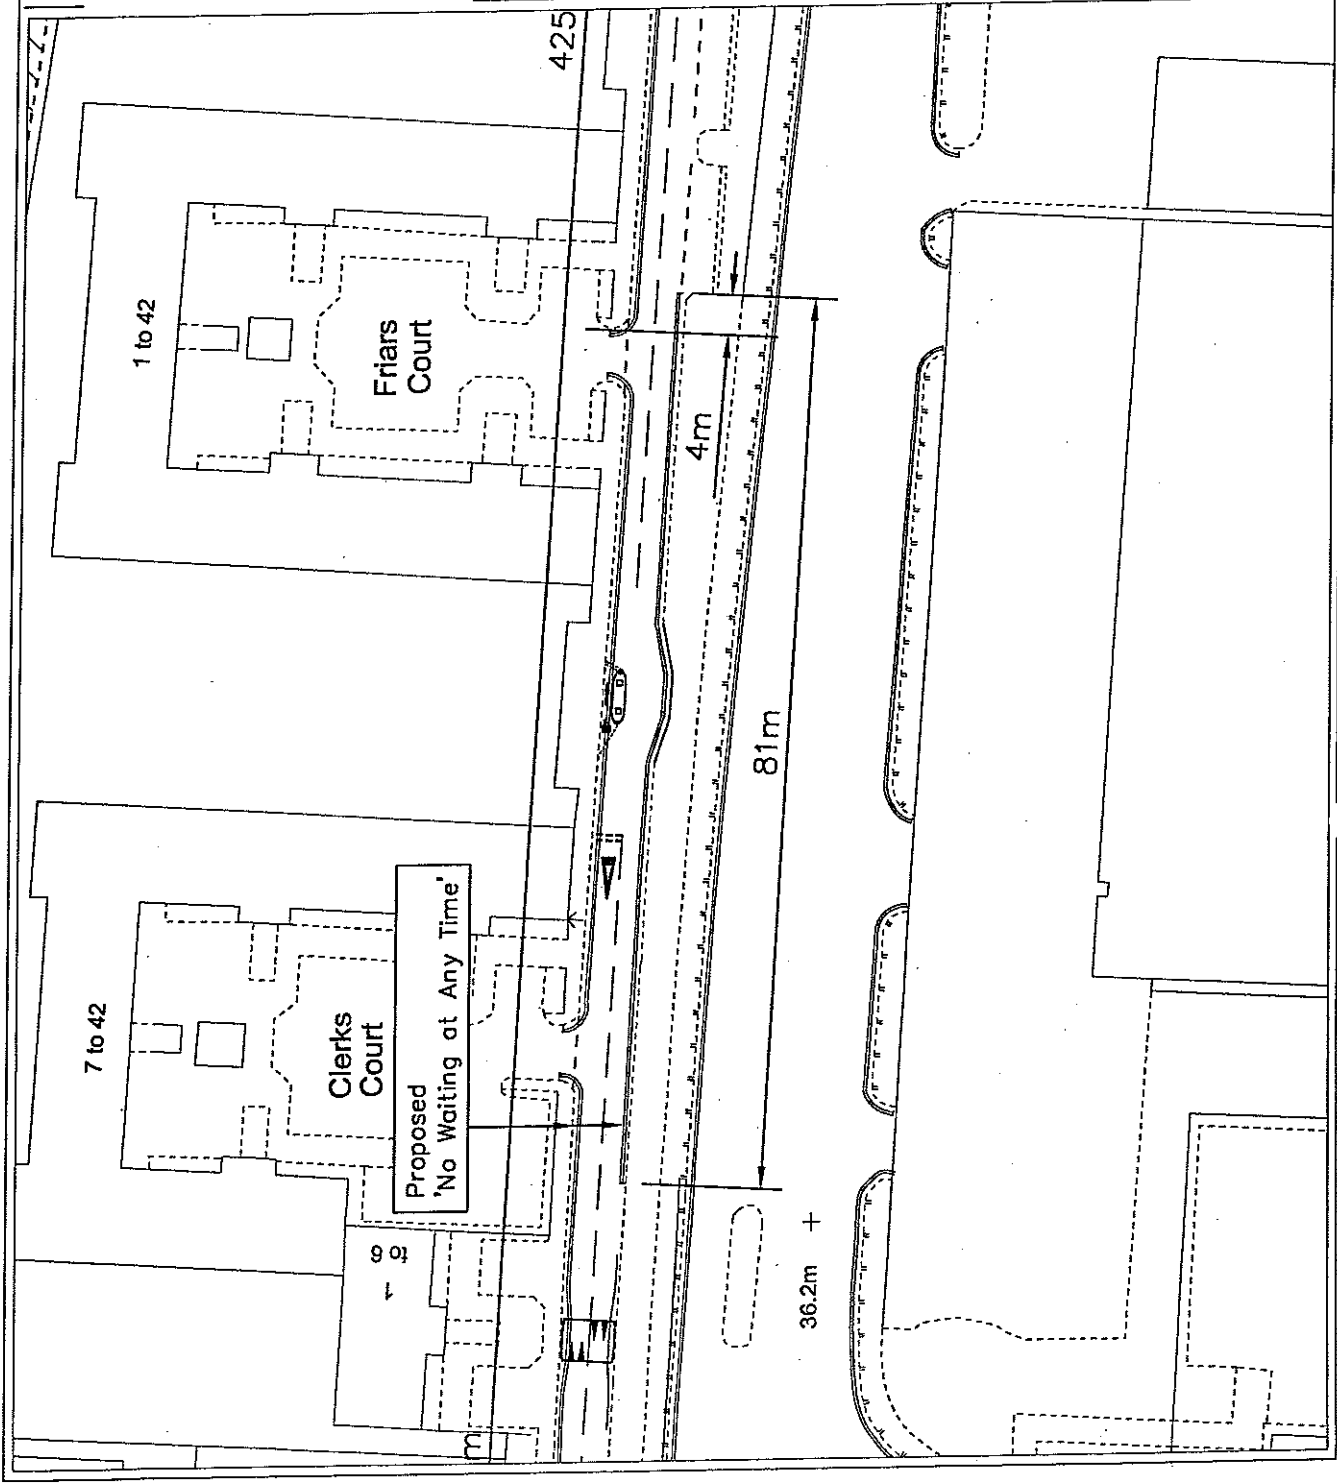 425
1 to 42
Friars
Court
4m
81m
7 to 42
Clerks
Court
Proposed
'No Waiting at Any Time'
1
to 6
36.2m
m